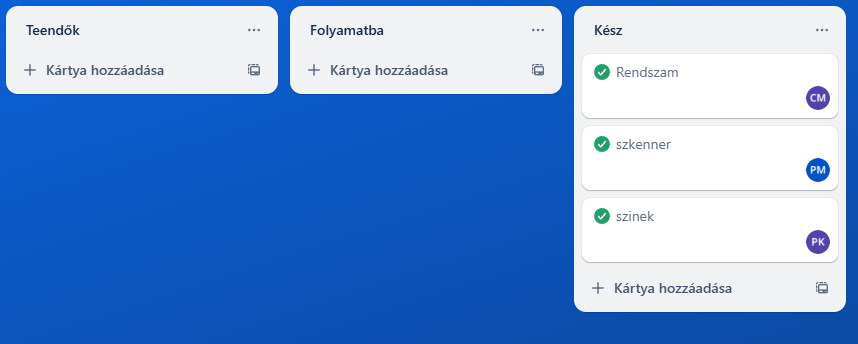 Teendők
Kártya hozzáadása
Folyamatba
Kártya hozzáadása
Kész
Rendszam
CM
szkenner
PM
szinek
PK
Kártya hozzáadása